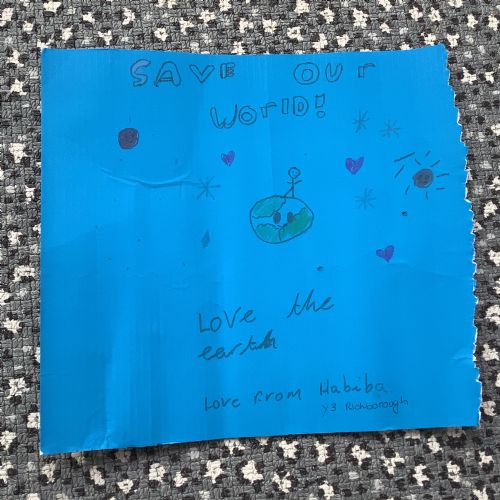 SAVE OUr
WOrlD!
Love the
earth
Love from Habiba
Y3 Richborough